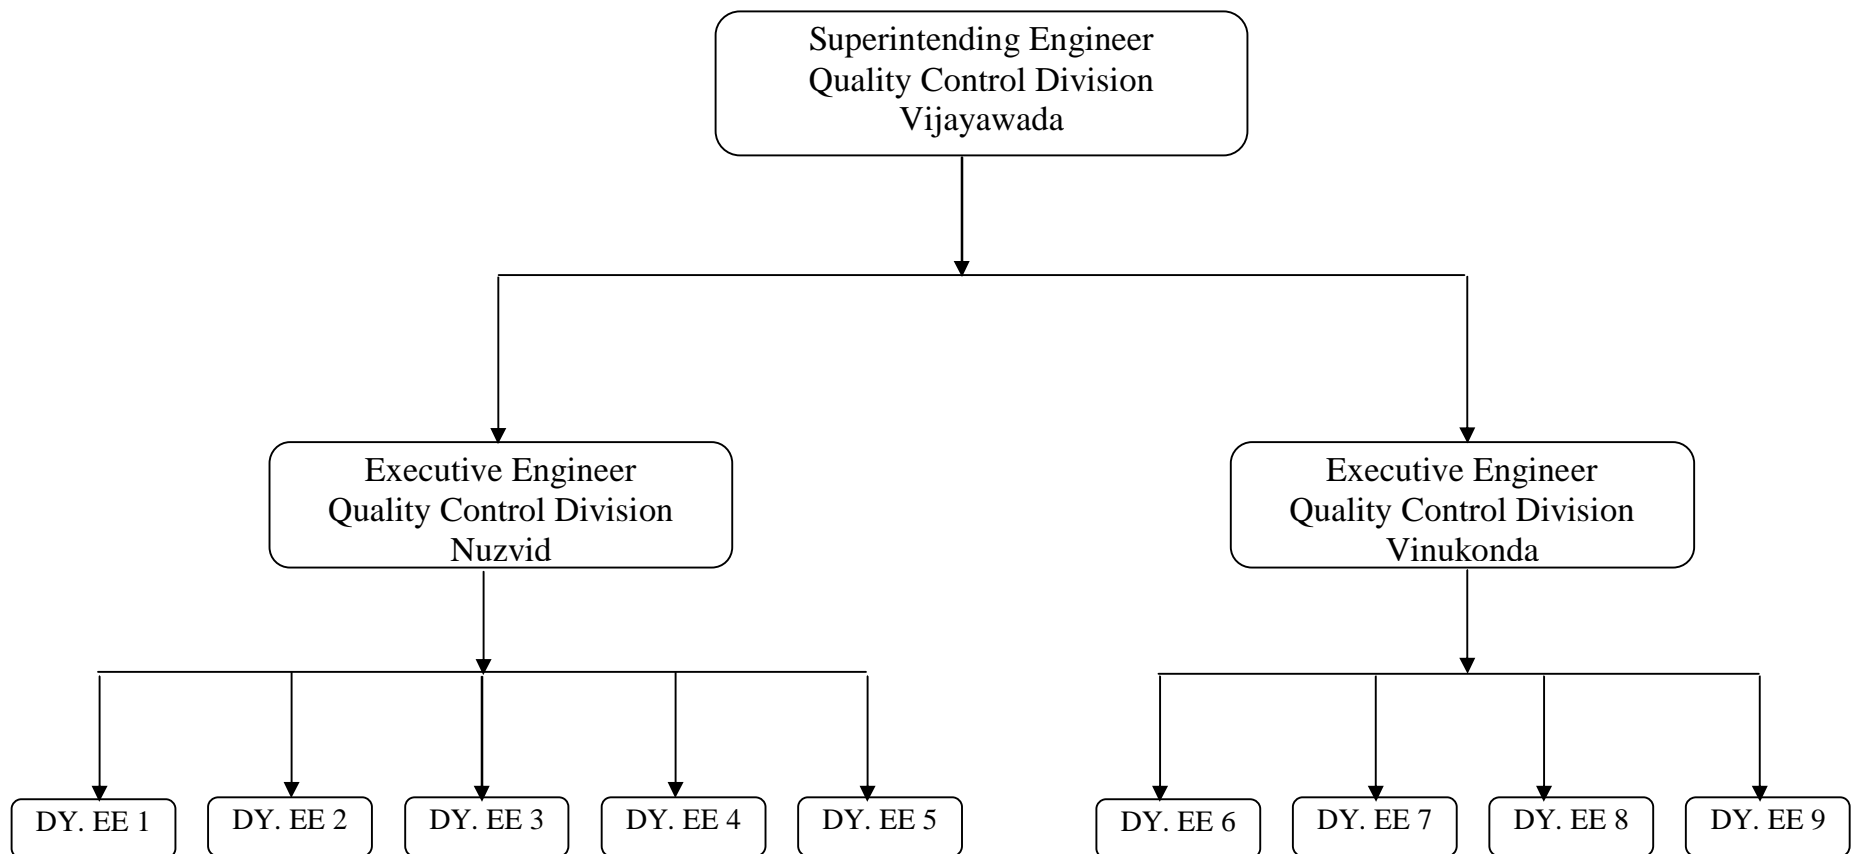 Superintending Engineer
Quality Control Division
Vijayawada
Executive Engineer
Quality Control Division
Nuzvid
Executive Engineer
Quality Control Division
Vinukonda
DY. EE 1
DY. EE 2
DY. EE 3
DY. EE 4
DY. EE 5
DY. EE 6
DY. EE 7
DY. EE 8
DY. EE 9